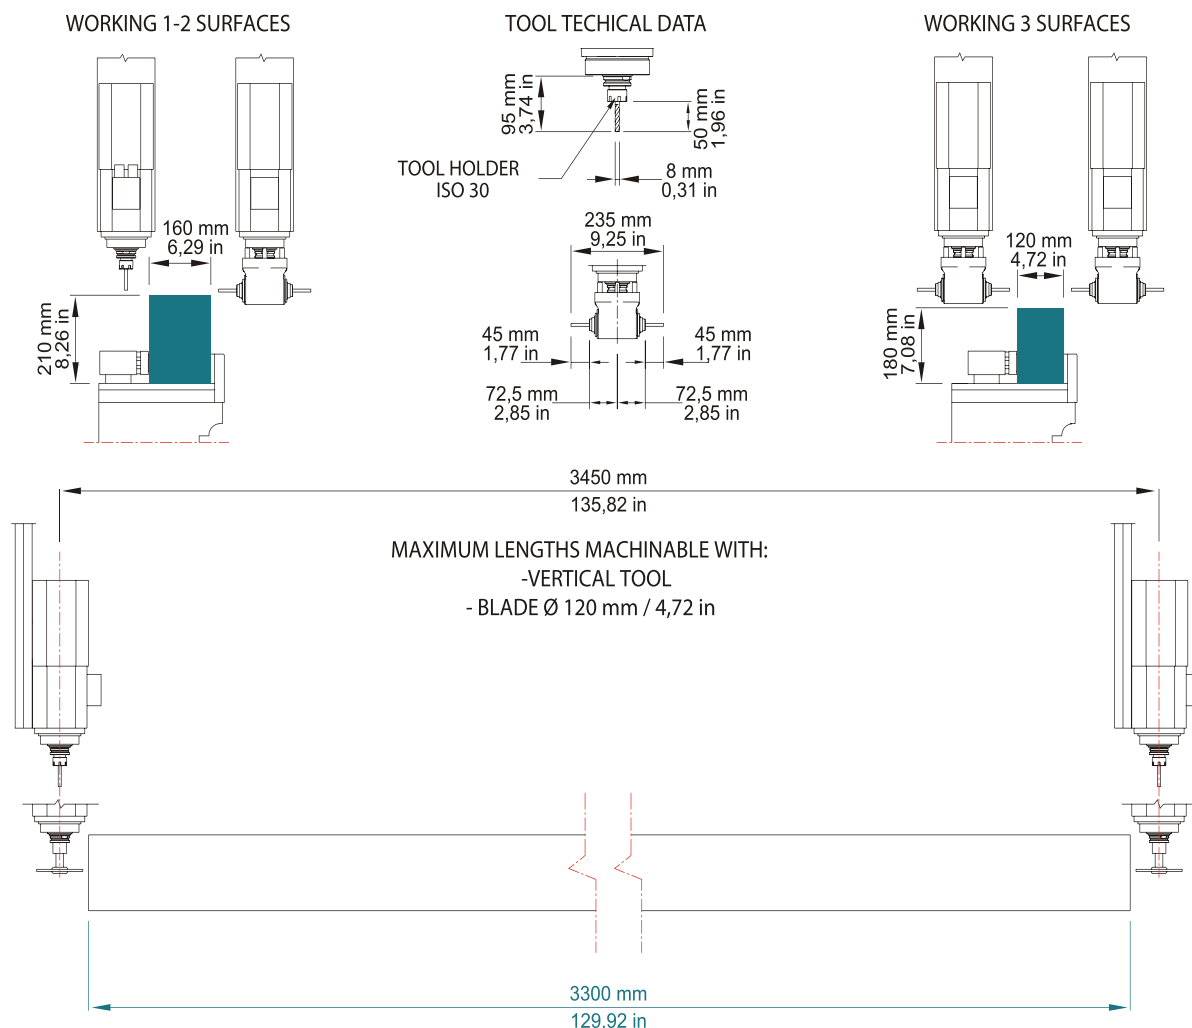 WORKING 1-2 SURFACES
TOOL TECHICAL DATA
WORKING 3 SURFACES
160 mm
6,29 in
210 mm
8,26 in
95 mm
3,74 in
50 mm
1,96 in
TOOL HOLDER
ISO 30
8 mm
0,31 in
235 mm
9,25 in
45 mm
1,77 in
45 mm
1,77 in
72,5 mm
2,85 in
72,5 mm
2,85 in
120 mm
4,72 in
180 mm
7,08 in
3450 mm
135,82 in
MAXIMUM LENGTHS MACHINABLE WITH:
-VERTICAL TOOL
- BLADE Ø 120 mm / 4,72 in
3300 mm
129,92 in